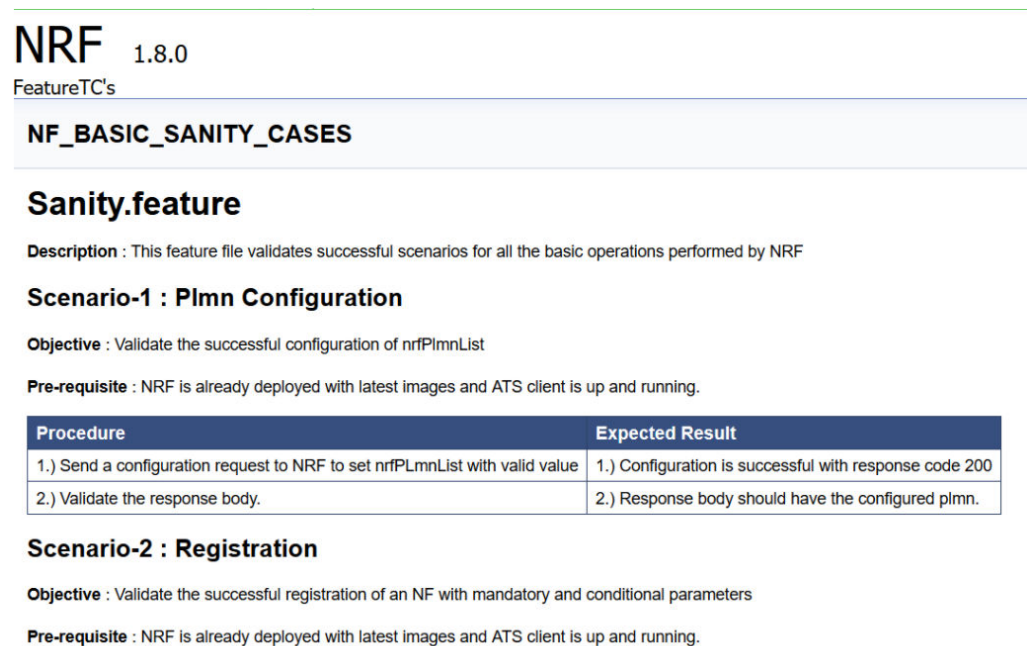 NRF 1.8.0
FeatureTC's
NF_BASIC_SANITY_CASES
Sanity.feature
Description : This feature file validates successful scenarios for all the basic operations performed by NRF
Scenario-1 : Plmn Configuration
Objective : Validate the successful configuration of nrfPlmnList
Pre-requisite : NRF is already deployed with latest images and ATS client is up and running.
Procedure Expected Result
1.) Send a configuration request to NRF to set nrfPLmnList with valid value 1.) Configuration is successful with response code 200
2.) Validate the response body. 2.) Response body should have the configured plmn.
Scenario-2 : Registration
Objective : Validate the successful registration of an NF with mandatory and conditional parameters
Pre-requisite : NRF is already deployed with latest images and ATS client is up and running.